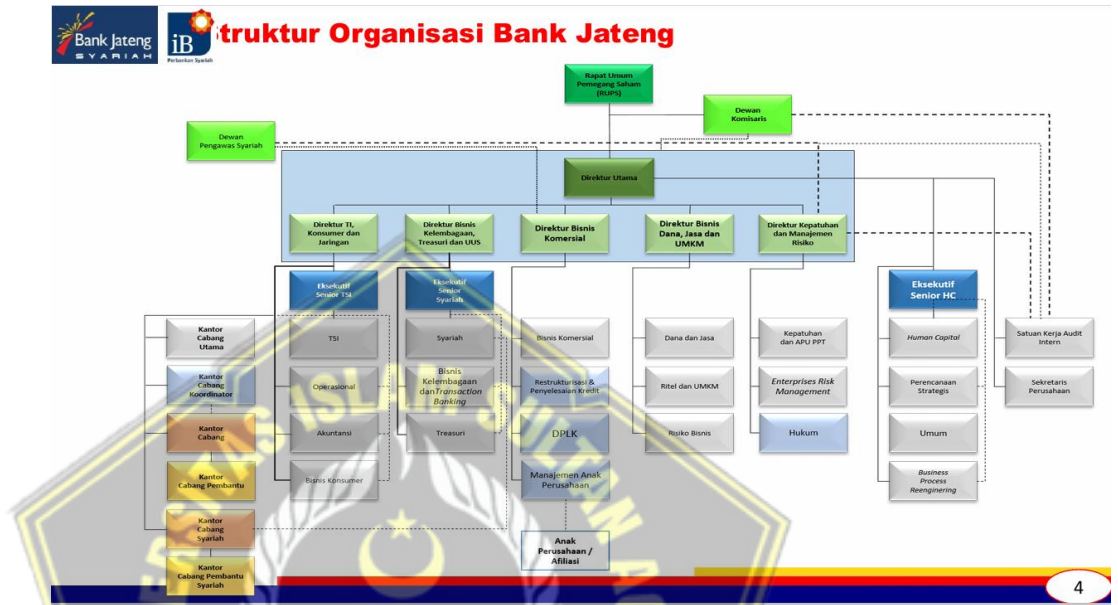 Bank Jateng
SYARIAH
iB
Perbankan Syariah
truktur Organisasi Bank Jateng
Rapat Umum
Pemegang Saham
(RUPS)
Dewan
Komisaris
Dewan
Pengawas Syariah
Direktur Utama
Direktur TI,
Konsumer dan
Jaringan
Direktur Bisnis
Kelembagaan,
Treasuri dan UUS
Direktur Bisnis
Komersial
Direktur Bisnis
Dana, Jasa dan
UMKM
Direktur Kepatuhan
dan Manajemen
Risiko
Eksekutif
Senior TSI
Eksekutif
Senior
Syariah
Eksekutif
Senior HC
Kantor
Cabang
Utama
TSI
Syariah
Bisnis Komersial
Dana dan Jasa
Kepatuhan
dan APU PPT
Human Capital
Satuan Kerja Audit
Intern
Kantor
Cabang
Koordinator
Operasional
Bisnis
Kelembagaan
danTransaction
Banking
Restrukturisasi &
Penyelesaian Kredit
Ritel dan UMKM
Enterprises Risk
Management
Perencanaan
Strategis
Sekretaris
Perusahaan
Kantor
Cabang
Akuntansi
Treasuri
DPLK
Risiko Bisnis
Hukum
Umum
Kantor
Cabang Pembantu
Bisnis Konsumer
Manajemen Anak
Perusahaan
Business
Process
Reenginering
Kantor
Cabang
Syariah
Anak
Perusahaan /
Afiliasi
Kantor
Cabang Pembantu
Syariah
ISLAM SULTAN
4